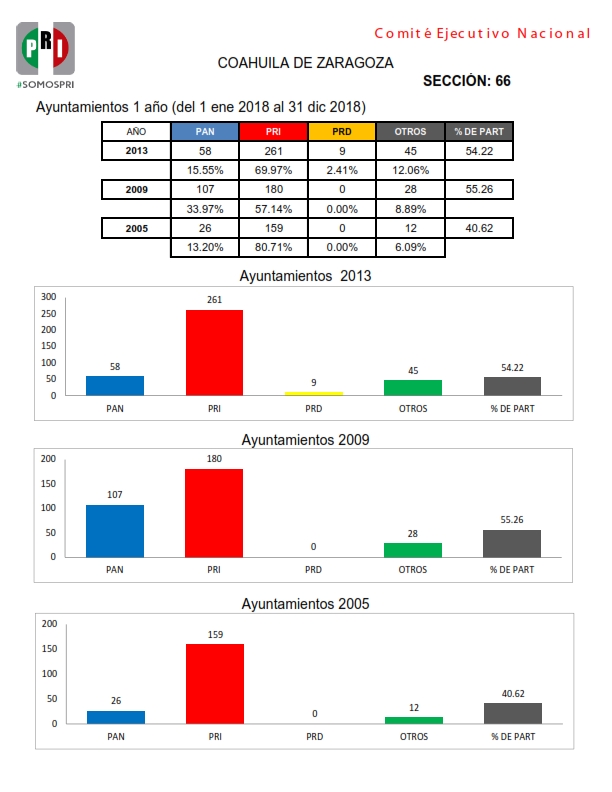 Comité Ejecutivo Nacional
PRI
#SOMOSPRI
COAHUILA DE ZARAGOZA
SECCIÓN: 66
Ayuntamientos 1 año (del 1 ene 2018 al 31 dic 2018)
AÑO PAN PRI PRD OTROS % DE PART
2013 58 261 9 45 54.22
15.55% 69.97% 2.41% 12.06%
2009 107 180 0 28 55.26
33.97% 57.14% 0.00% 8.89%
2005 26 159 0 12 40.62
13.20% 80.71% 0.00% 6.09%
Ayuntamientos 2013
300
250
200
150
100
50
0
58 261 9 45 54.22
PAN PRI PRD OTROS % DE PART
Ayuntamientos 2009
200
150
100
50
0
107 180 0 28 55.26
PAN PRI PRD OTROS % DE PART
Ayuntamientos 2005
200
150
100
50
0
26 159 0 12 40.62
PAN PRI PRD OTROS % DE PART